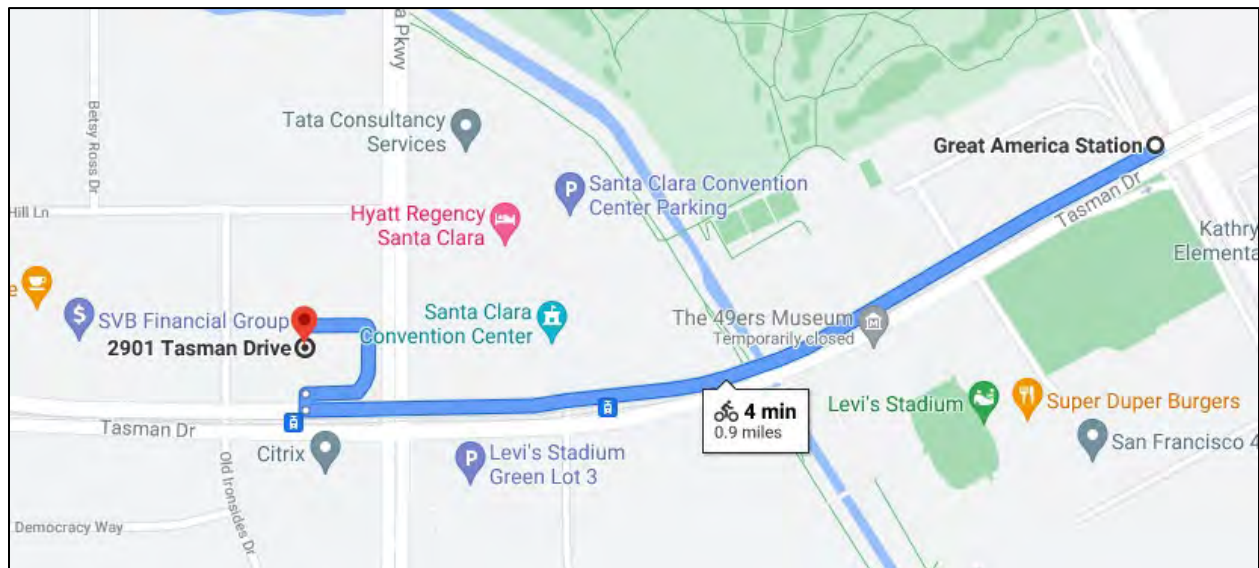 a Pkwy
Betsy Ross Dr
Tata Consultancy
Services
Great America Station
Santa Clara Convention
Center Parking
Tasman Dr
Hill Ln
Hyatt Regency
Santa Clara
Kathry
Elementa
e
SVB Financial Group
2901 Tasman Drive
Santa Clara
Convention Center
The 49ers Museum
Temporarily closed
4 min
0.9 miles
Levi's Stadium
Super Duper Burgers
Tasman Dr
Citrix
Levi's Stadium
Green Lot 3
San Francisco 4
Old Ironsides Dr
Democracy Way
P
P
$